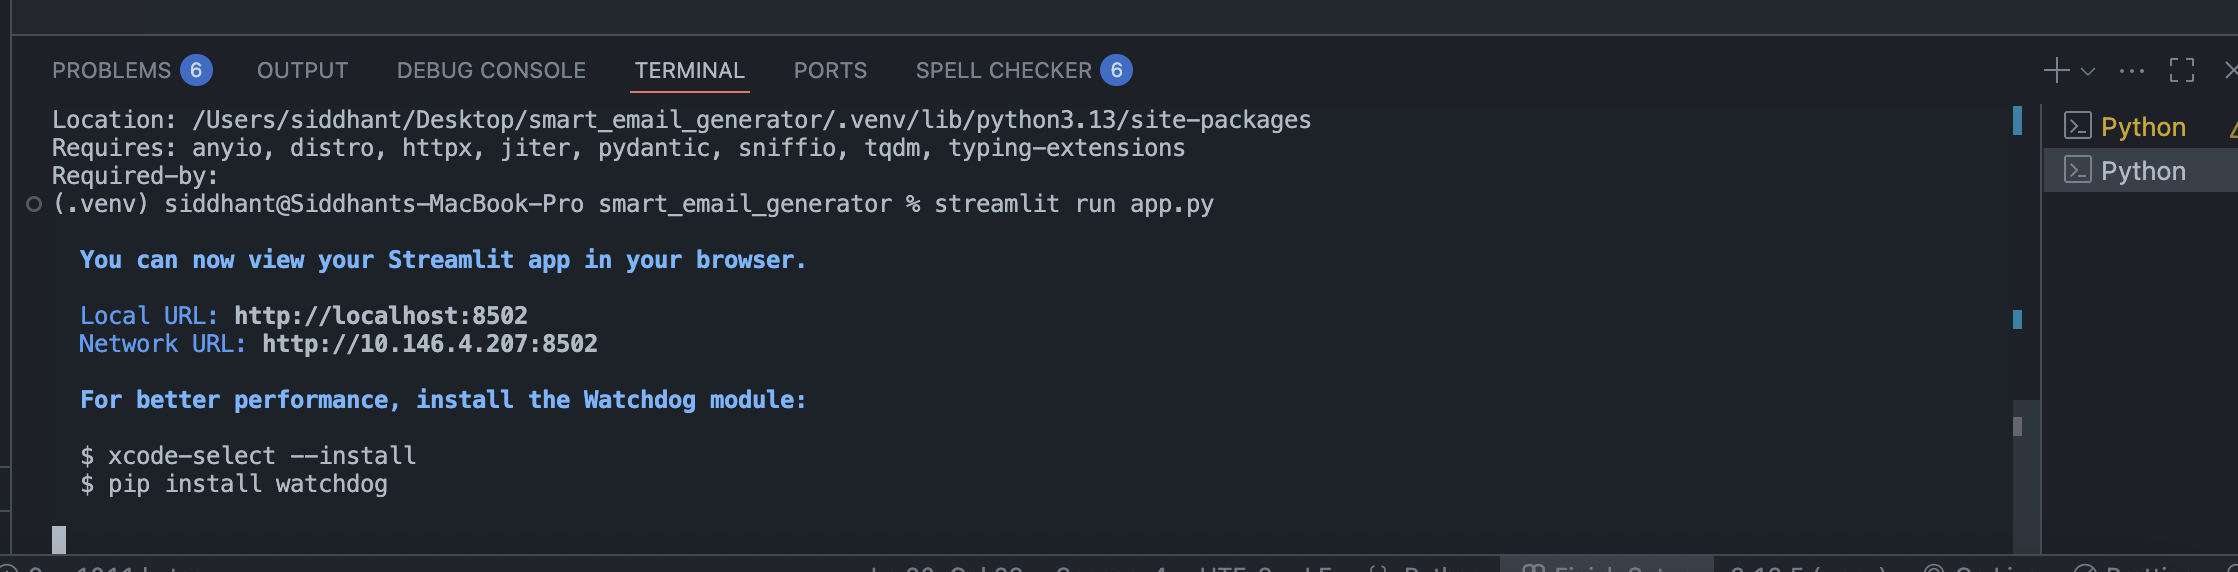 PROBLEMS 6 OUTPUT DEBUG CONSOLE TERMINAL PORTS SPELL CHECKER 6
Location: /Users/siddhant/Desktop/smart_email_generator/.venv/lib/python3.13/site-packages
Requires: anyio, distro, httpx, jiter, pydantic, sniffio, tqdm, typing-extensions
Required-by:
(.venv) siddhant@Siddhants-MacBook-Pro smart_email_generator % streamlit run app.py
You can now view your Streamlit app in your browser.
Local URL: http://localhost:8502
Network URL: http://10.146.4.207:8502
For better performance, install the Watchdog module:
$ xcode-select --install
$ pip install watchdog
Python
Python